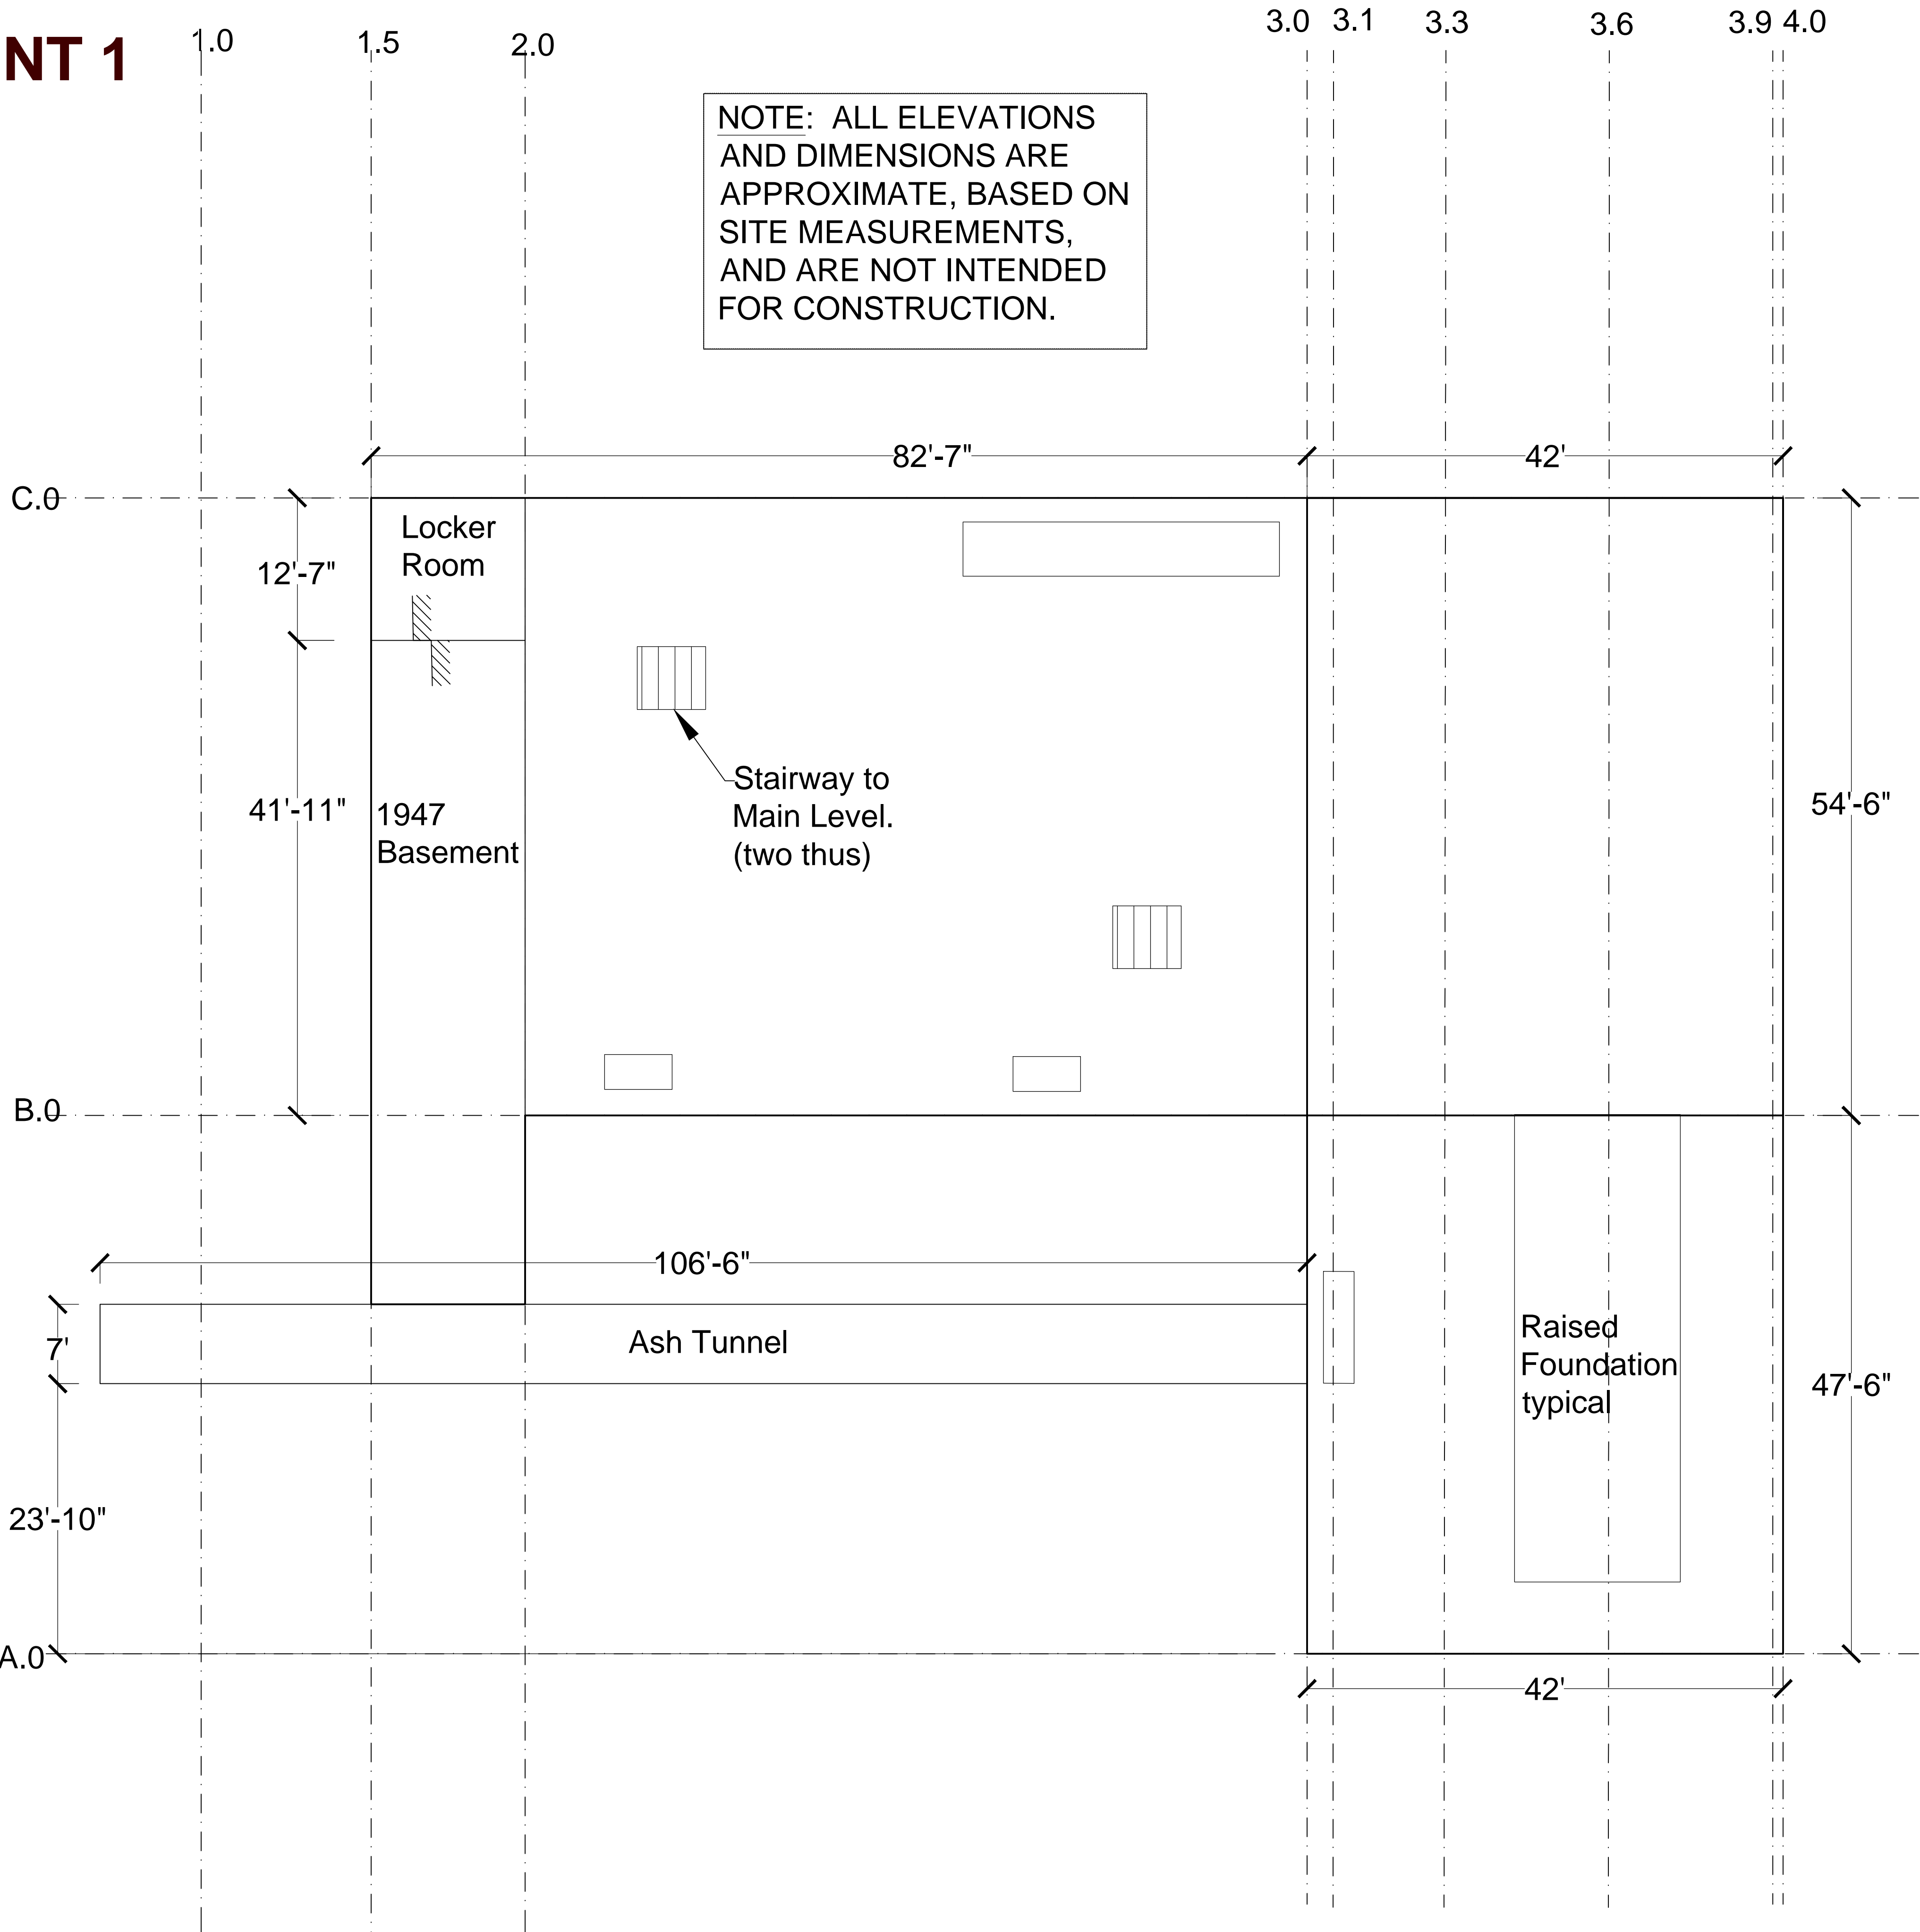 NT 1
1.0
1.5
2.0
3.0
3.1
3.3
3.6
3.9
4.0
NOTE: ALL ELEVATIONS
AND DIMENSIONS ARE
APPROXIMATE, BASED ON
SITE MEASUREMENTS,
AND ARE NOT INTENDED
FOR CONSTRUCTION.
82'-7"
42'
C.0
Locker
Room
12'-7"
Stairway to
Main Level.
(two thus)
41'-11"
1947
Basement
54'-6"
B.0
106'-6"
7'
Ash Tunnel
Raised
Foundation
typical
47'-6"
23'-10"
A.0
42'